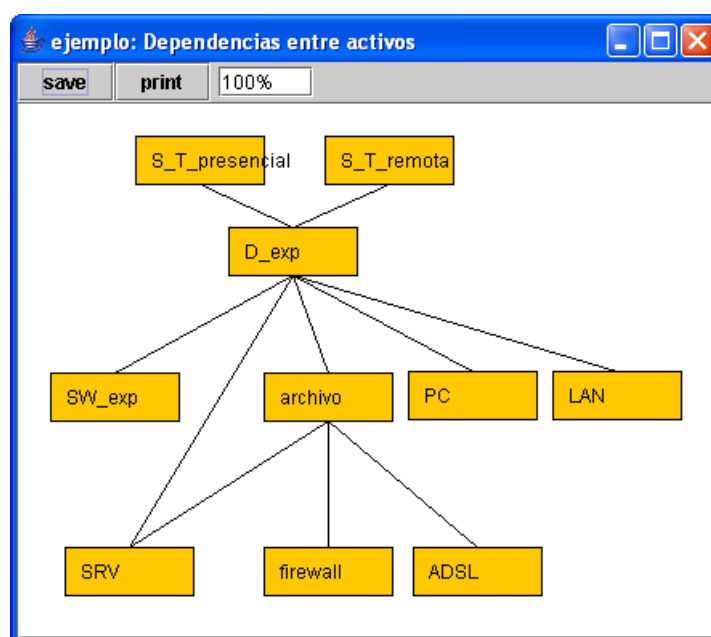 ejemplo: Dependencias entre activos
save print 100%
S_T_presencial S_T_remota
D_exp
SW_exp archivo PC LAN
SRV firewall ADSL